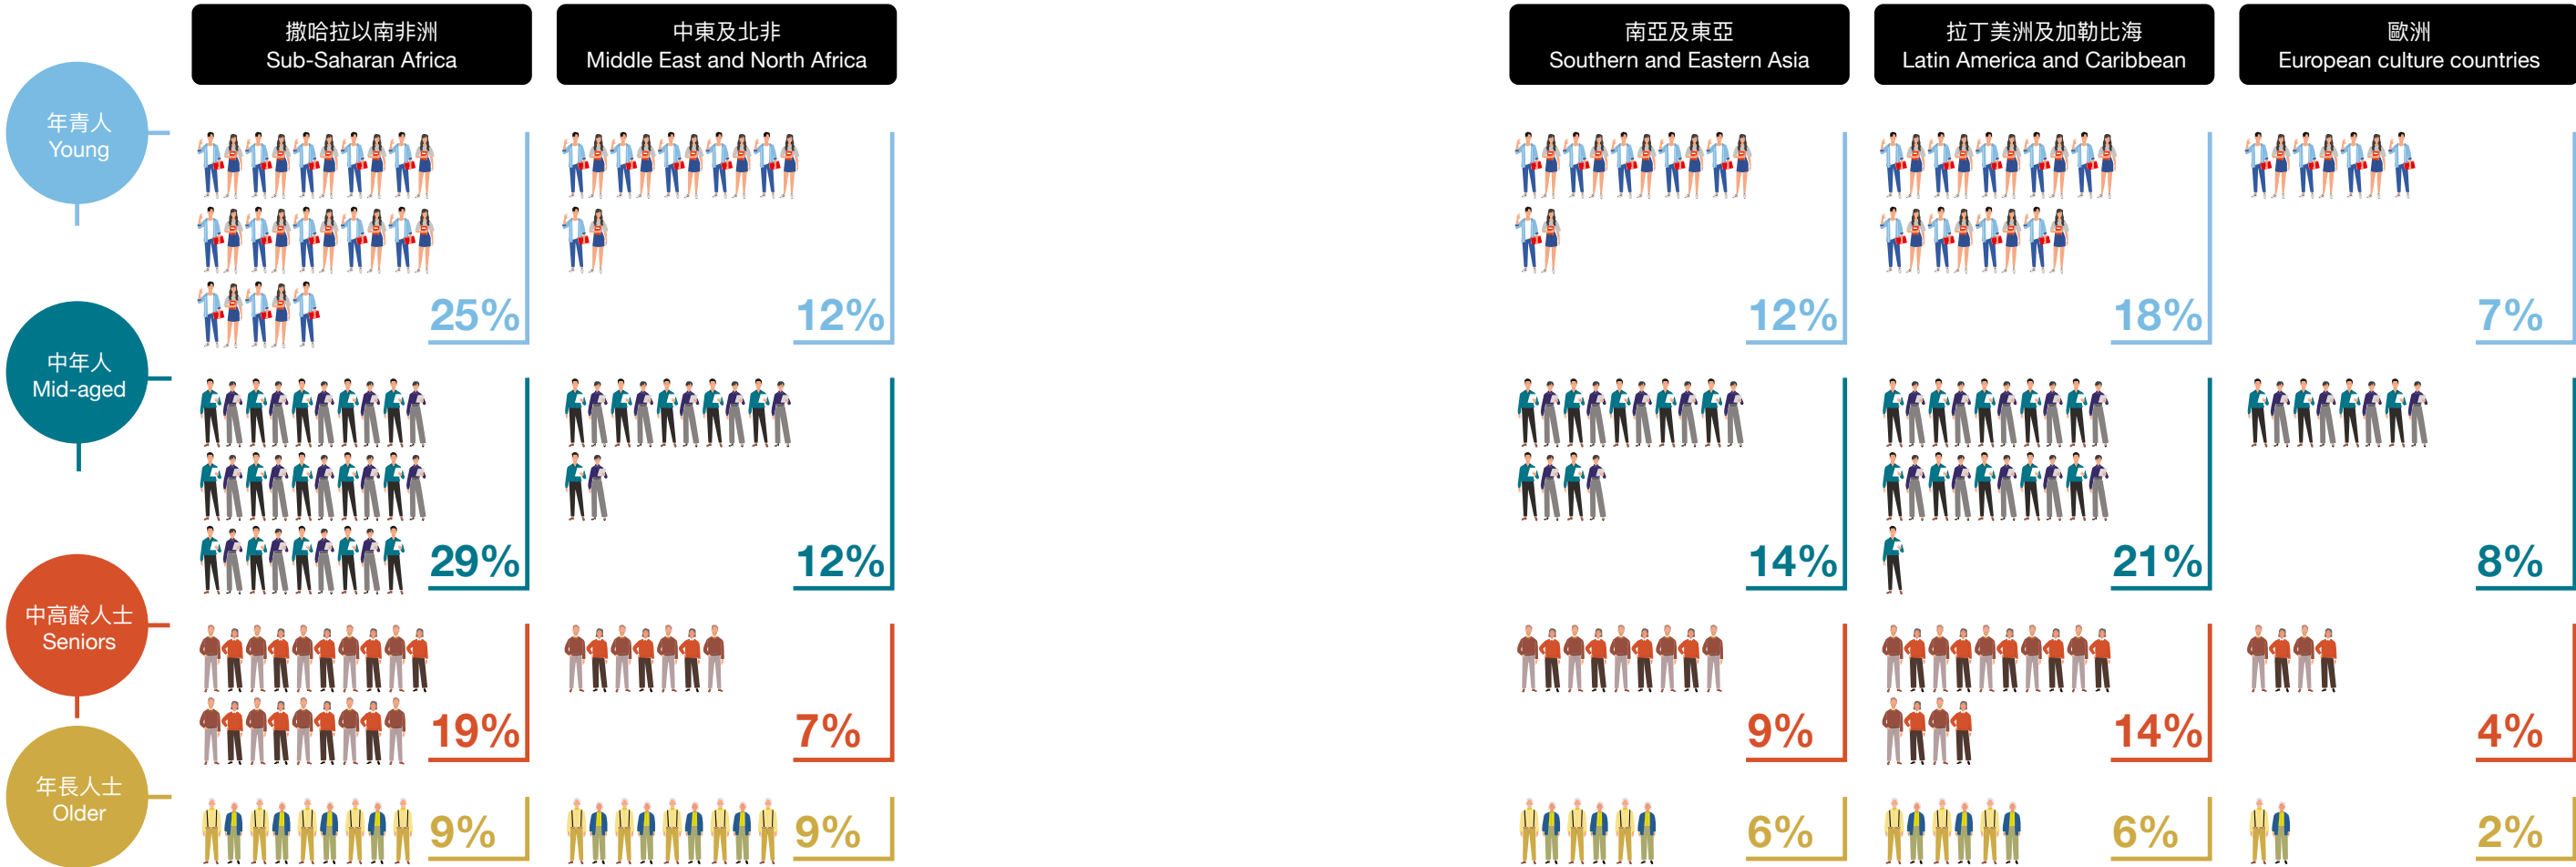 撒哈拉以南非洲
Sub-Saharan Africa
中東及北非
Middle East and North Africa
南亞及東亞
Southern and Eastern Asia
拉丁美洲及加勒比海
Latin America and Caribbean
歐洲
European culture countries
年青人
Young
25%
12%
12%
18%
7%
中年人
Mid-aged
29%
12%
14%
21%
8%
中高齡人士
Seniors
19%
7%
9%
14%
4%
年長人士
Older
9%
9%
6%
6%
2%